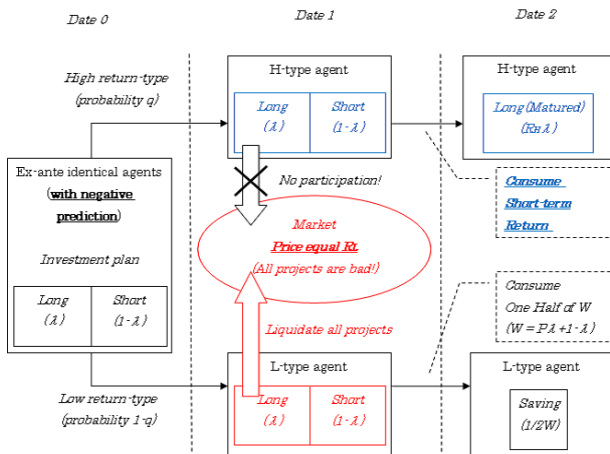 Date 0
Date 1
Date 2
High return-type
(probability q)
H-type agent
Long
(λ)
Short
(1-λ)
H-type agent
Long(Matured)
(RHλ)
Ex-ante identical agents
(with negative
prediction)
No participation!
Consume
Short-term
Return
Market
Price equal RL
(All projects are bad!)
Investment plan
Long
(λ)
Short
(1-λ)
Consume
One Half of W
(W = Pλ+1-λ)
Liquidate all projects
Low return-type
(probability 1-q)
L-type agent
Long
(λ)
Short
(1-λ)
L-type agent
Saving
(1/2W)